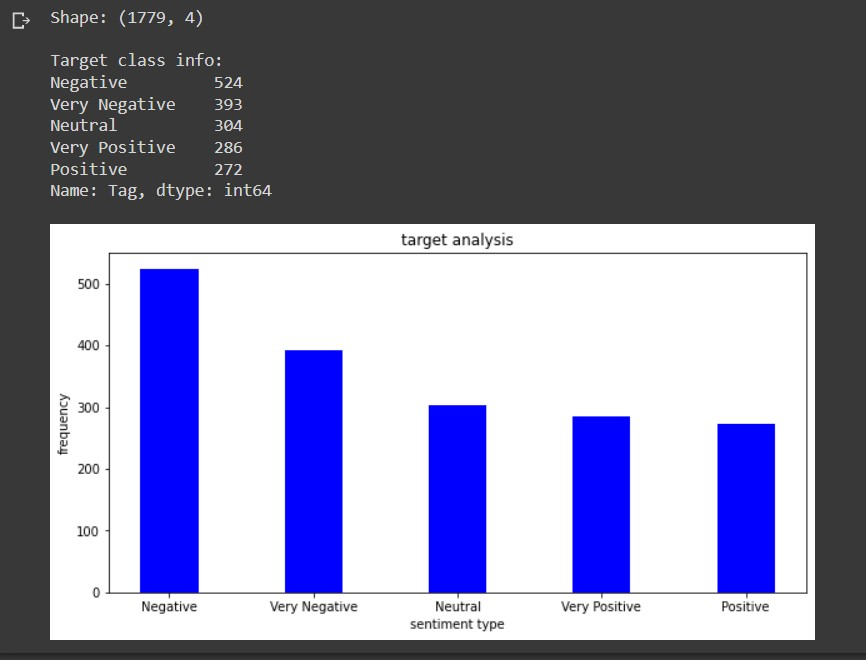 Shape: (1779, 4)
Target class info:
Negative 524
Very Negative 393
Neutral 304
Very Positive 286
Positive 272
Name: Tag, dtype: int64
target analysis
500
400
300
200
100
0
frequency
Negative Very Negative Neutral Very Positive Positive
sentiment type